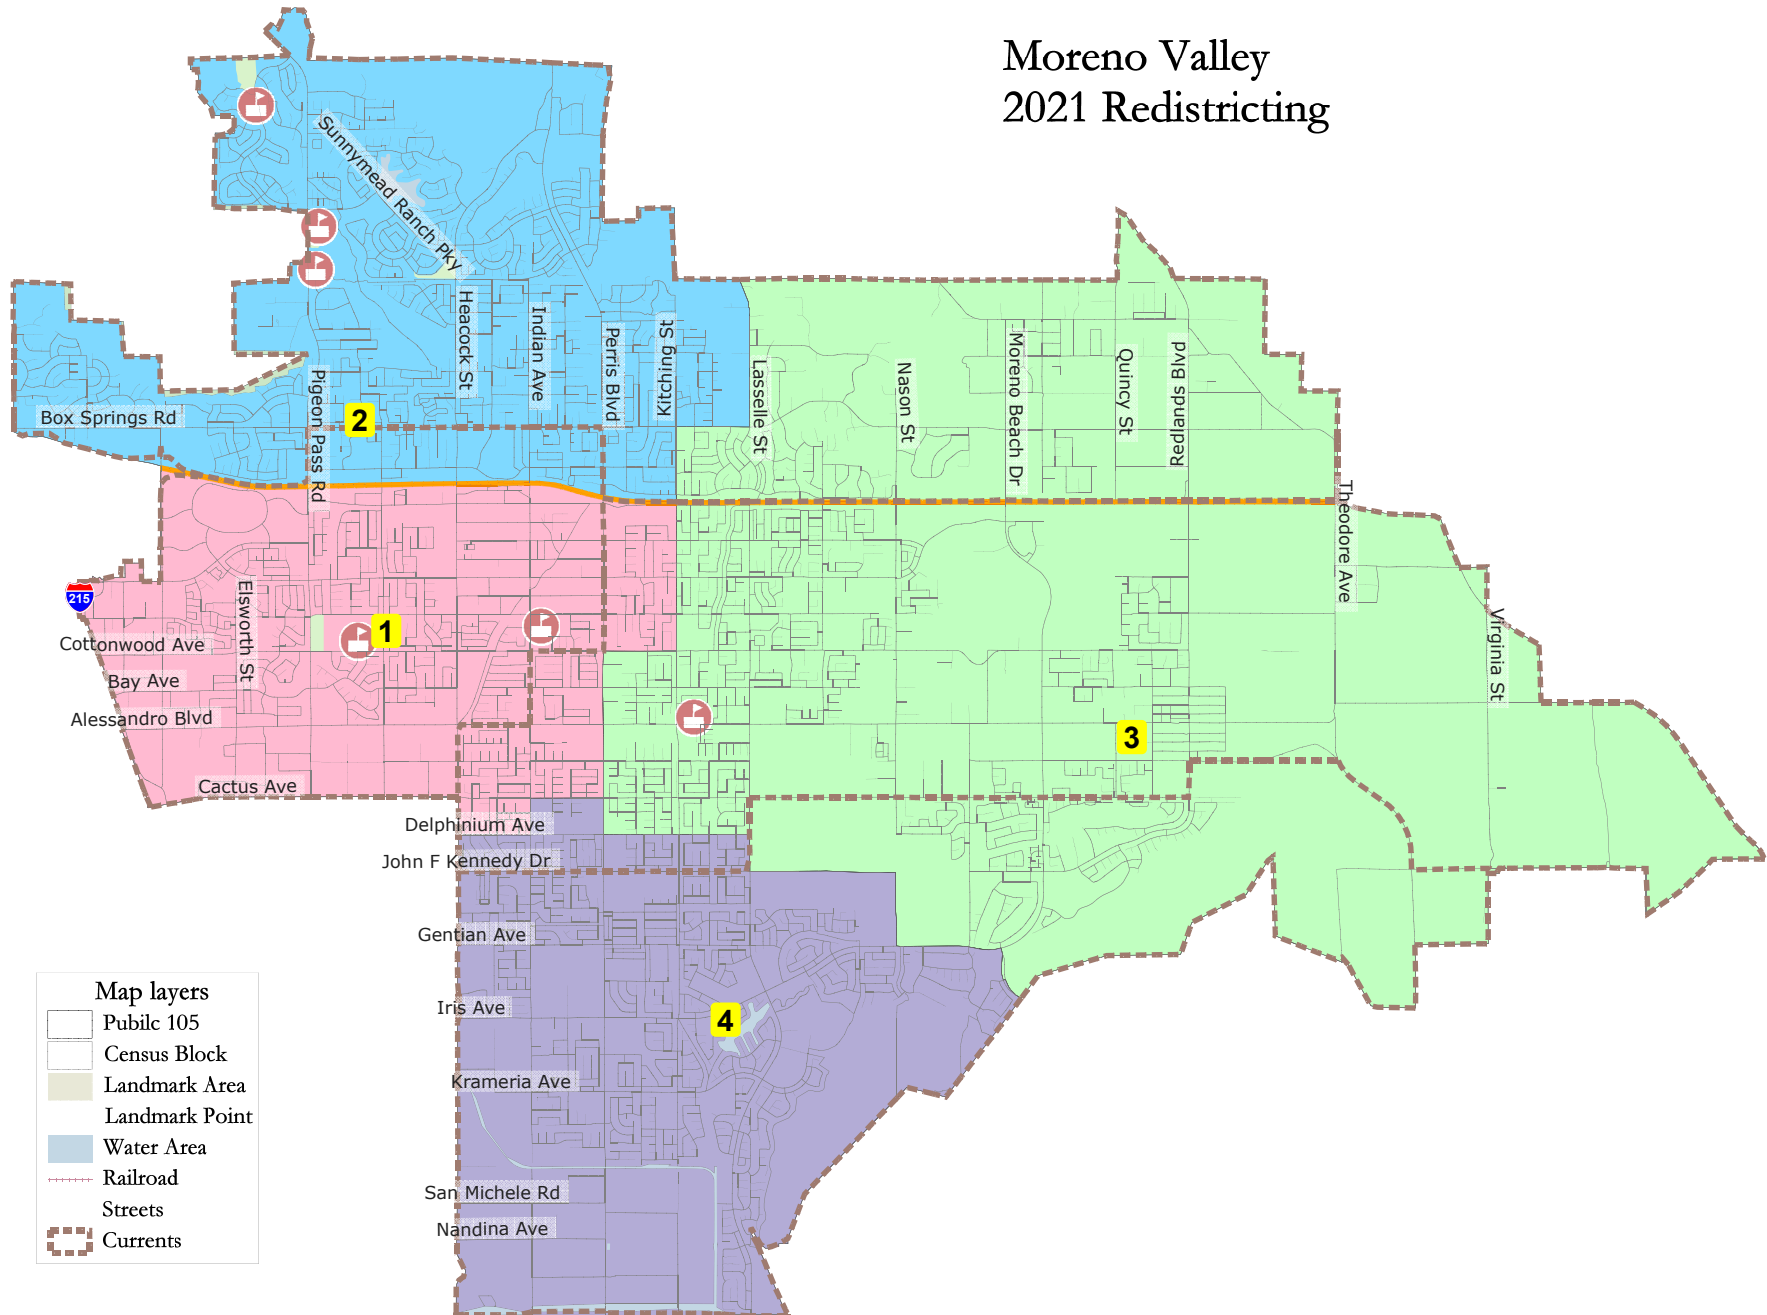 Moreno Valley
2021 Redistricting
Sunnymead Ranch Pky
Heacock St
Indian Ave
Perris Blvd
Kitching St
Pigeon Pass Rd
Box Springs Rd
2
Lasselle St
Nason St
Moreno Beach Dr
Quincy St
Redlands Blvd
Theodore Ave
Virginia St
215
Elsworth St
1
Cottonwood Ave
Bay Ave
Alessandro Blvd
3
Cactus Ave
Delphinium Ave
John F Kennedy Dr
Gentian Ave
Iris Ave
4
Krameria Ave
San Michele Rd
Nandina Ave
Map layers
Pubilc 105
Census Block
Landmark Area
Landmark Point
Water Area
Railroad
Streets
Currents